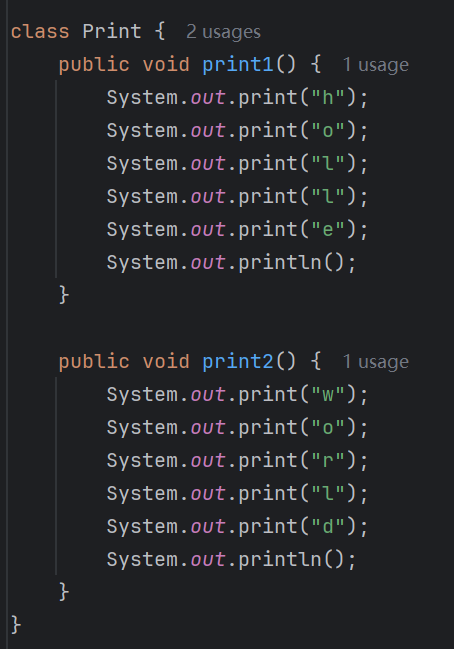 class Print {  2 usages
    public void print1() {  1 usage
        System.out.print("h");
        System.out.print("o");
        System.out.print("l");
        System.out.print("l");
        System.out.print("e");
        System.out.println();
    }

    public void print2() {  1 usage
        System.out.print("w");
        System.out.print("o");
        System.out.print("r");
        System.out.print("l");
        System.out.print("d");
        System.out.println();
    }
}